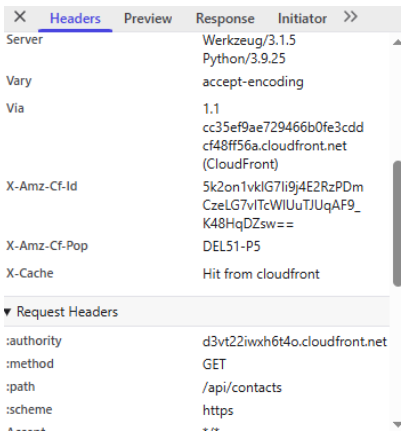 Headers Preview Response Initiator
Server Werkzeug/3.1.5
Python/3.9.25
Vary accept-encoding
Via 1.1
cc35ef9ae729466b0fe3cdd
cf48ff56a.cloudfront.net
(CloudFront)
X-Amz-Cf-Id 5k2on1vklG7Ii9j4E2RzPDm
CzeLG7vITcWIUuTJUqAF9_
K48HqDZsw==
X-Amz-Cf-Pop DEL51-P5
X-Cache Hit from cloudfront
Request Headers
:authority d3vt22iwxh6t4o.cloudfront.net
:method GET
:path /api/contacts
:scheme https
Accept */*